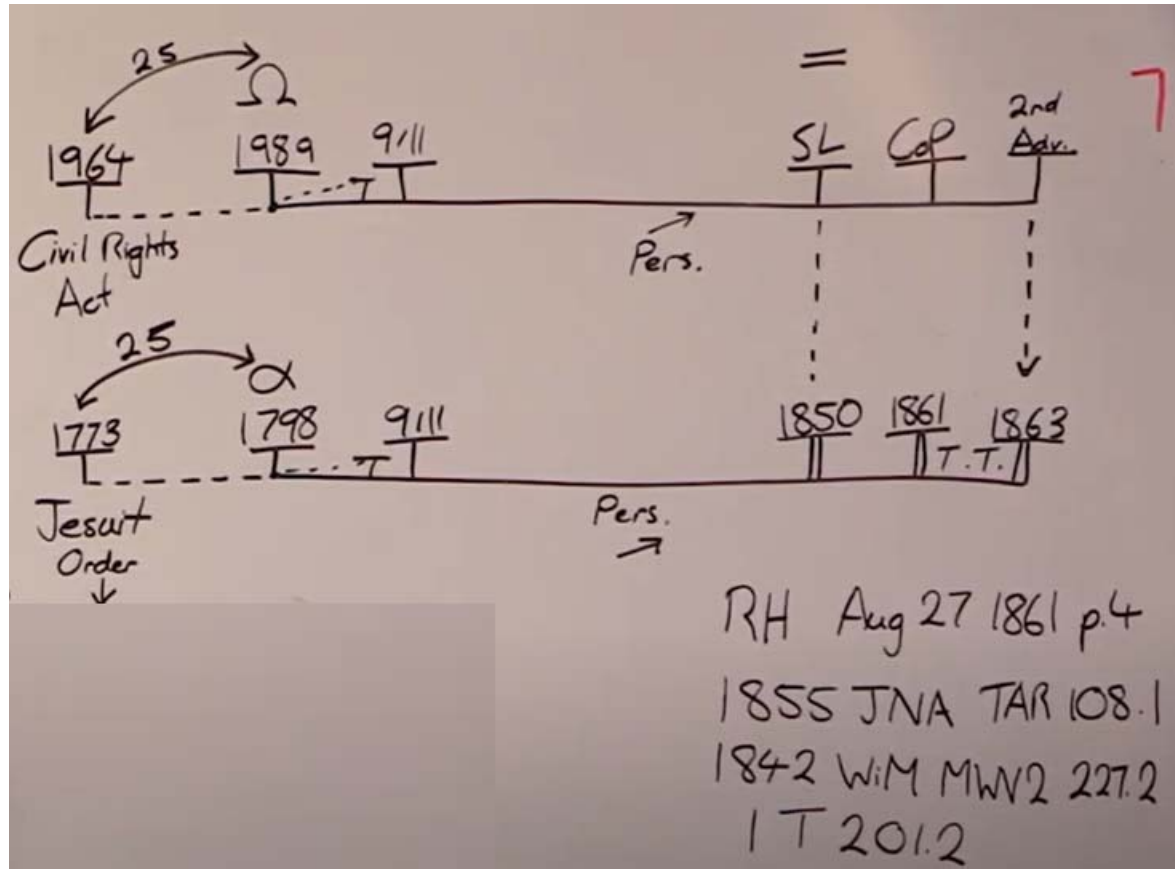 25
Ω
=
1964
1989
9/11
SL
CoP
2nd
Adv.
Civil Rights
Act
Pers.
25
α
1773
1798
9/11
1850
1861
T.T.
1863
Jesuit
Order
Pers.
RH Aug 27 1861 p.4
1855 JNA TAR 108.1
1842 WiM MWV2 227.2
1T 201.2